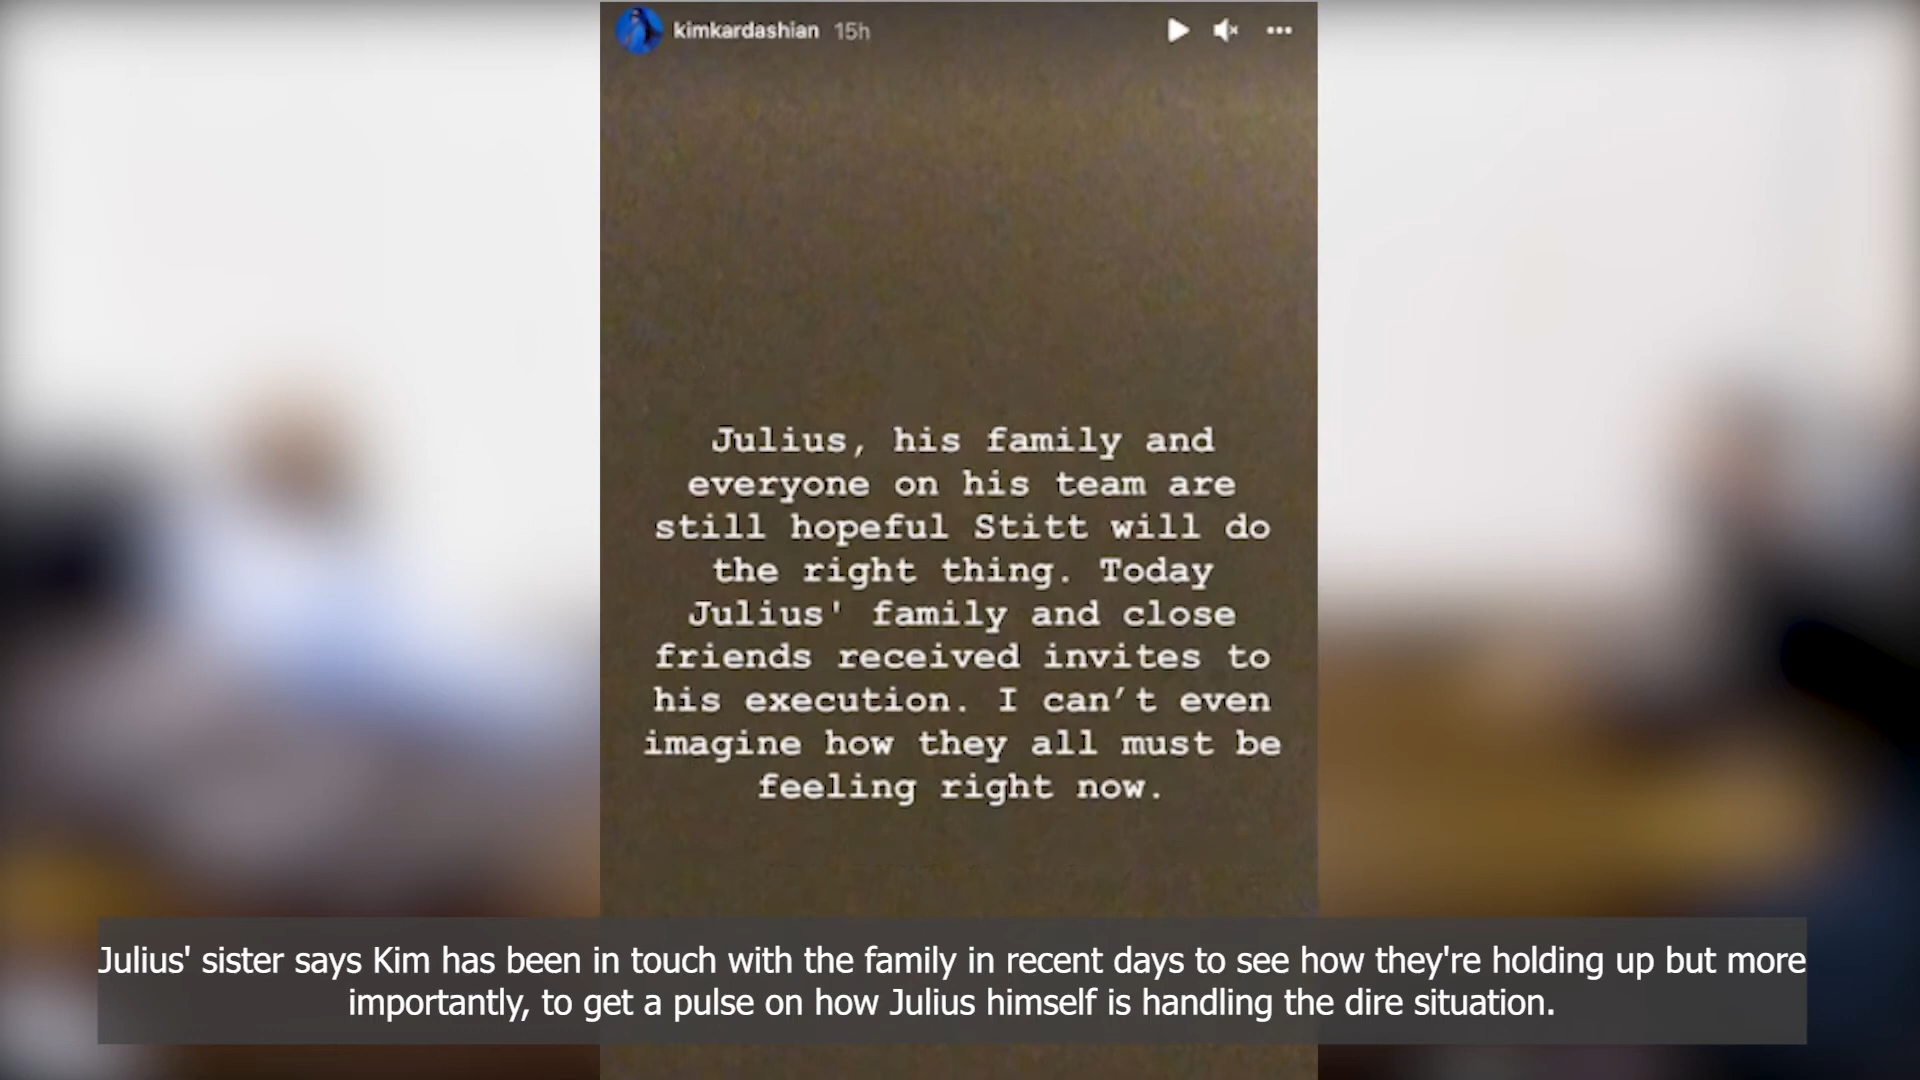 kimkardashian 15h
Julius, his family and
everyone on his team are
still hopeful Stitt will do
the right thing. Today
Julius' family and close
friends received invites to
his execution. I can’t even
imagine how they all must be
feeling right now.
Julius' sister says Kim has been in touch with the family in recent days to see how they're holding up but more
importantly, to get a pulse on how Julius himself is handling the dire situation.